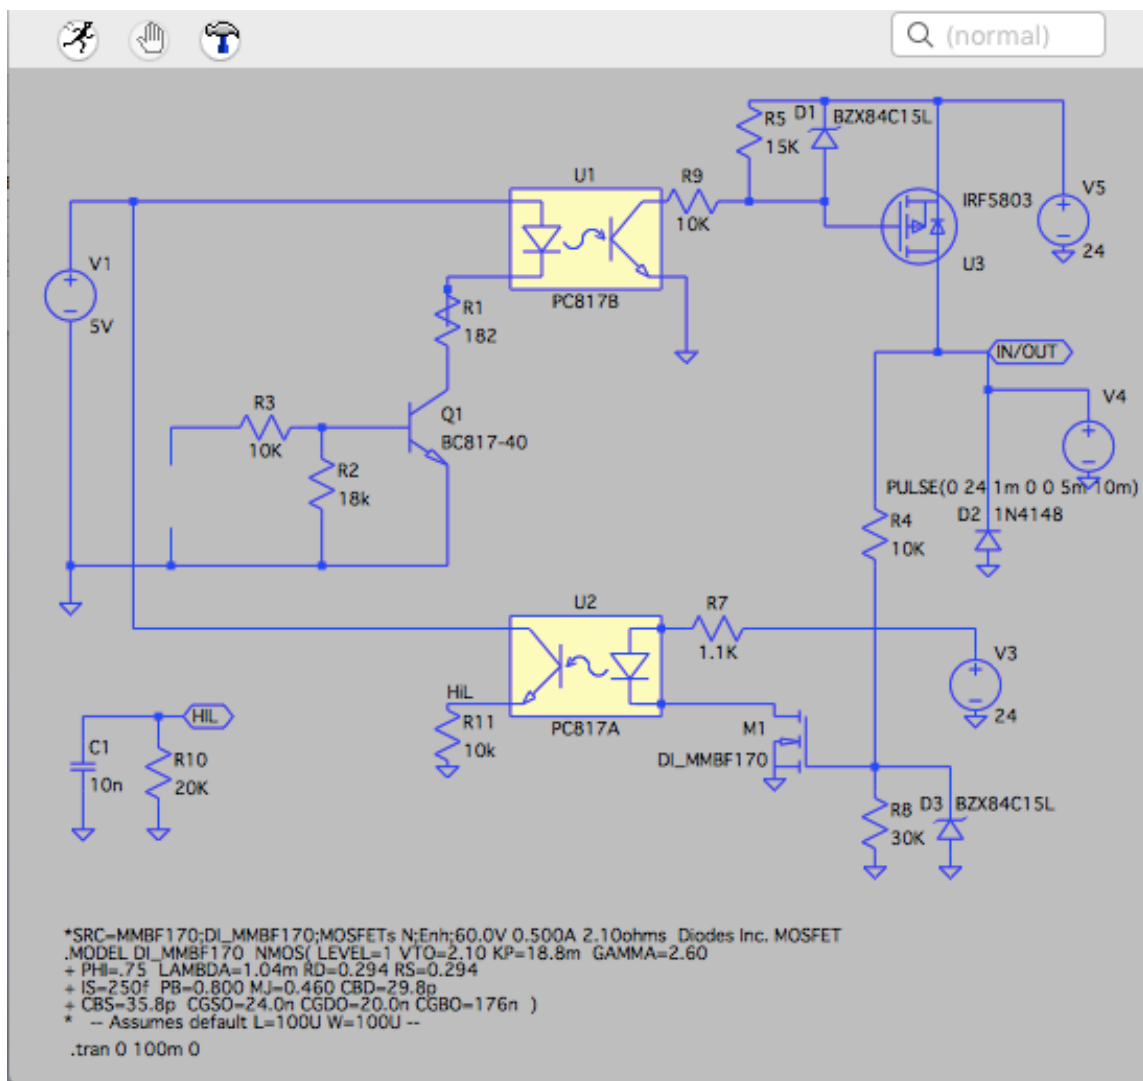 (normal)
D1
BZX84C15L
R5
15K
U1
R9
10K
IRF5803
V5
24
U3
V1
5V
PC817B
R1
182
IN/OUT
V4
R3
10K
Q1
BC817-40
R2
18k
PULSE(0 24 1m 0 0 5m 10m)
D2
1N4148
R4
10K
U2
R7
1.1K
V3
24
HiL
R11
10k
PC817A
M1
DI_MMBF170
HIL
C1
10n
R10
20K
R8
30K
D3
BZX84C15L
*SRC=MMBF170;DI_MMBF170;MOSFETs N;Enh;60.0V 0.500A 2.10ohms Diodes Inc. MOSFET
.MODEL DI_MMBF170 NMOS( LEVEL=1 VTO=2.10 KP=18.8m GAMMA=2.60
+ PHI=.75 LAMBDA=1.04m RD=0.294 RS=0.294
+ IS=250f PB=0.800 MJ=0.460 CBD=29.8p
+ CBS=35.8p CGSO=24.0n CGDO=20.0n CGBO=176n )
* -- Assumes default L=100U W=100U --
.tran 0 100m 0